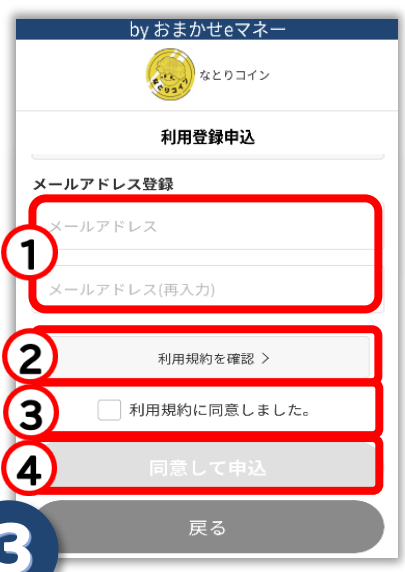 by おまかせeマネー
なとりコイン
利用登録申込
メールアドレス登録
メールアドレス
1
メールアドレス(再入力)
2
利用規約を確認 >
3
利用規約に同意しました。
4
同意して申込
戻る
3